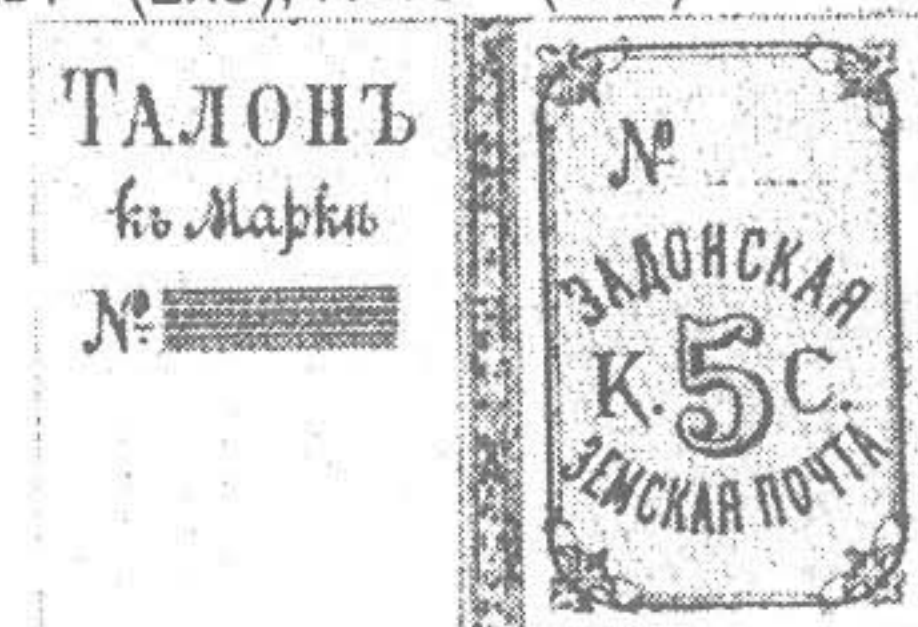 ТАЛОНЪ
къ Маркѣ
№
№
ЗАДОНСКАЯ
К. 5 С.
ЗЕМСКАЯ ПОЧТА